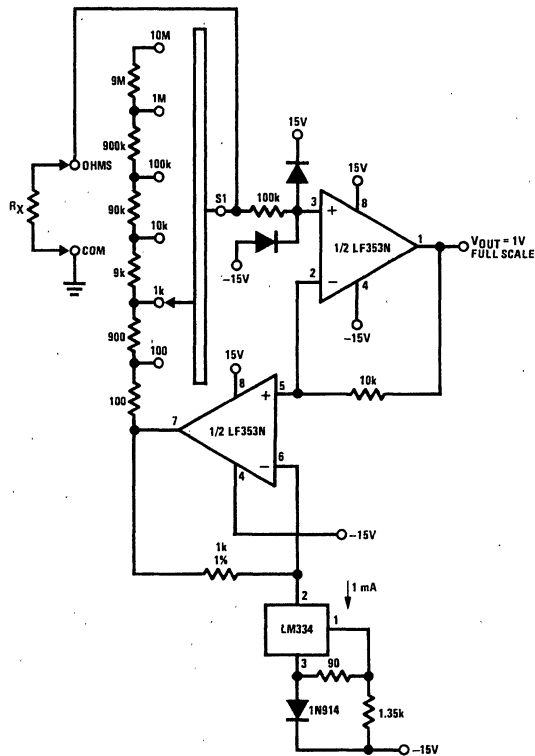 10M
9M
1M
900k
100k
90k
10k
9k
1k
900
100
100
OHMS
RX
COM
S1
100k
15V
-15V
3
+
2
−
15V
8
1/2 LF353N
1
4
-15V
VOUT = 1V
FULL SCALE
10k
15V
8
5
+
7
1/2 LF353N
6
−
4
-15V
1k
1%
2
1 mA
LM334
1
3
90
1N914
1.35k
-15V